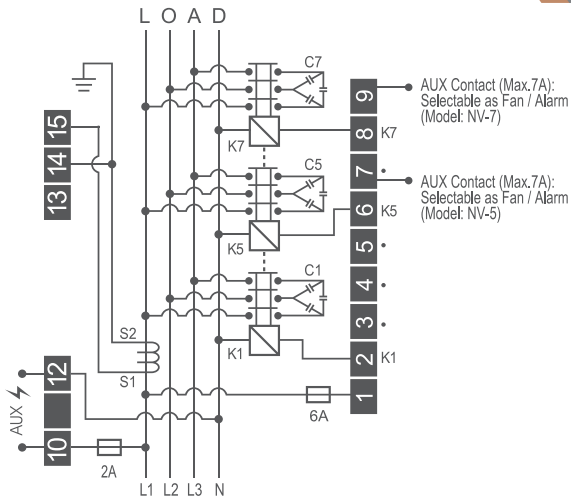 L O A D
C7
15
14
13
K7
9
8
K7
AUX Contact (Max.7A):
Selectable as Fan / Alarm
(Model: NV-7)
C5
7
AUX Contact (Max.7A):
Selectable as Fan / Alarm
(Model: NV-5)
6
K5
K5
5
C1
4
3
S2
S1
K1
2
K1
12
1
6A
AUX
10
2A
L1 L2 L3 N